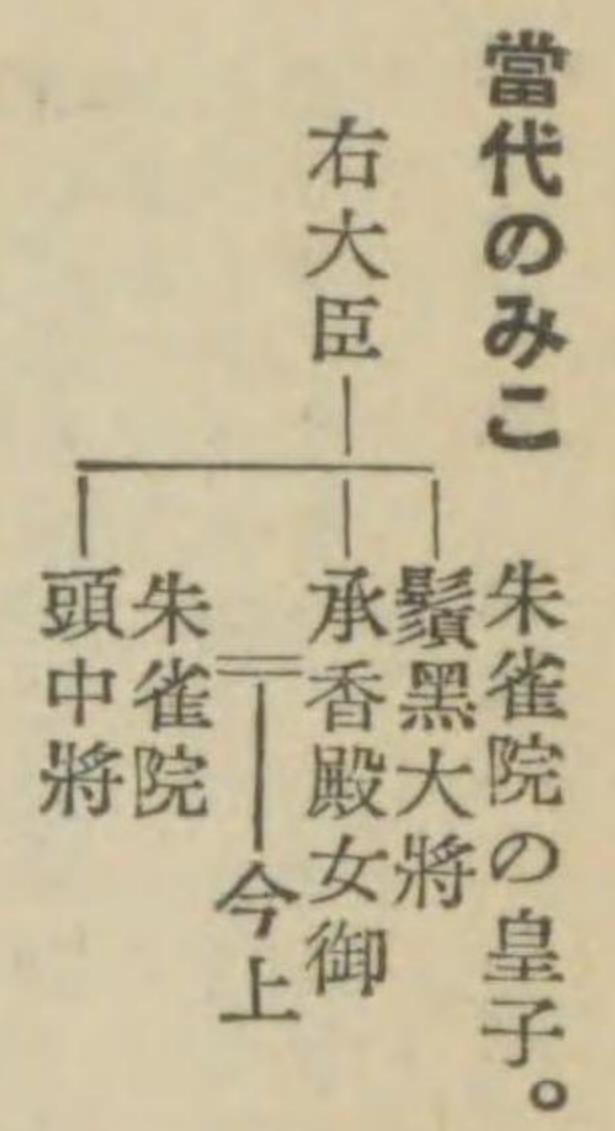 當代のみこ 朱雀院の皇子。
右大臣
鬚黑大將
承香殿女御
今上
朱雀院
頭中將